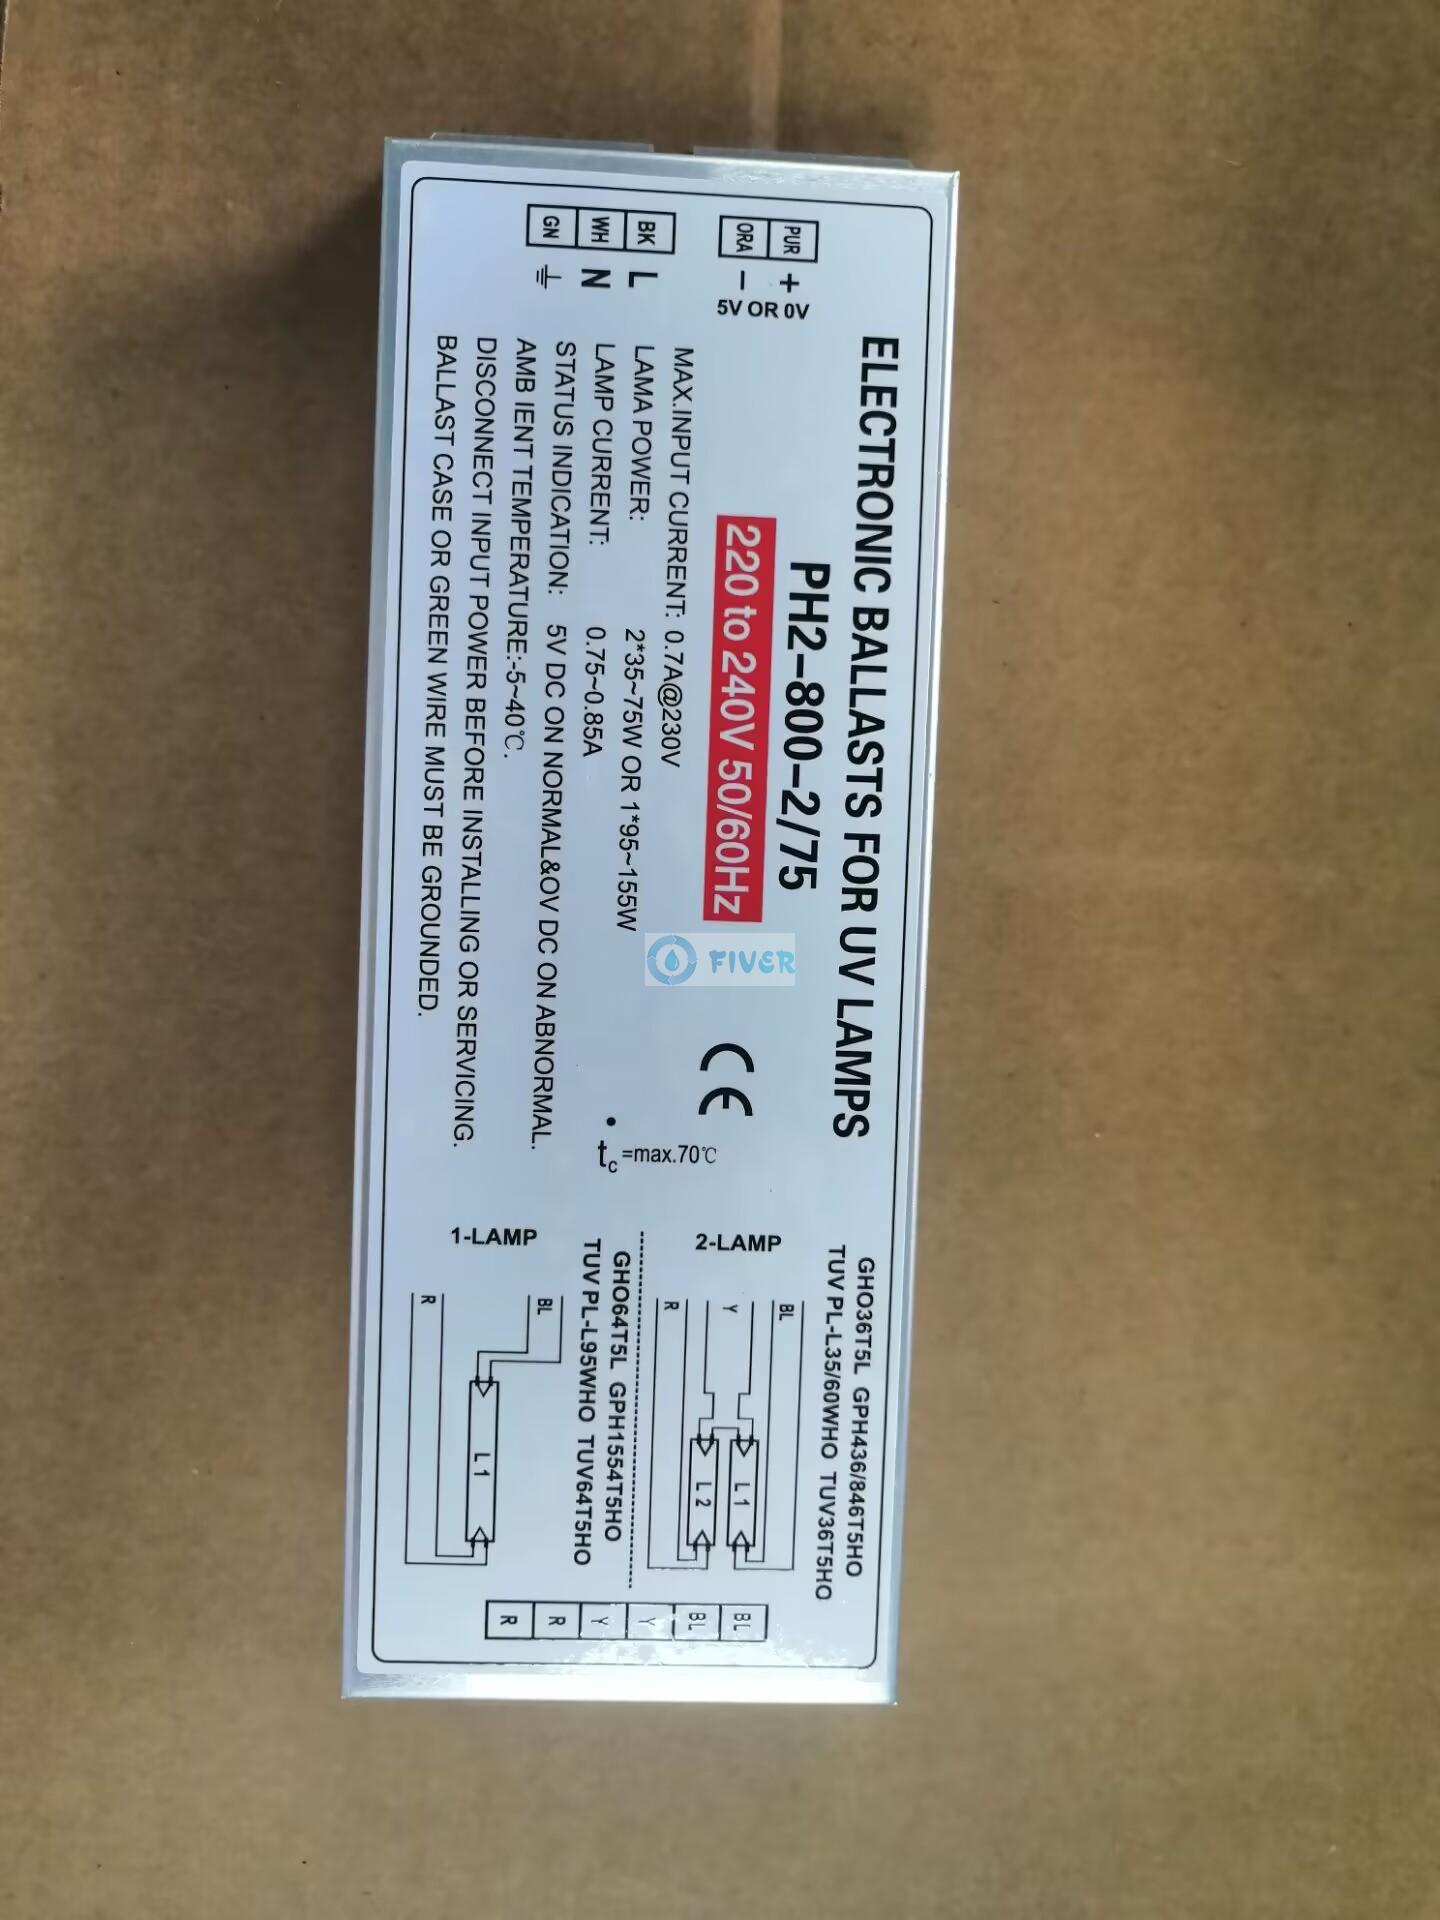 ELECTRONIC BALLASTS FOR UV LAMPS
PH2-800-2/75
220 to 240V 50/60Hz
PUR +
ORA -
5V OR 0V
BK L
WH N
GN
MAX.INPUT CURRENT: 0.7A@230V
LAMA POWER: 2*35~75W OR 1*95~155W
LAMP CURRENT: 0.75~0.85A
STATUS INDICATION: 5V DC ON NORMAL&OV DC ON ABNORMAL.
AMB IENT TEMPERATURE:-5~40℃.
DISCONNECT INPUT POWER BEFORE INSTALLING OR SERVICING.
BALLAST CASE OR GREEN WIRE MUST BE GROUNDED.
FIVER
CE
tc=max.70℃
GHO36T5L GPH436/846T5HO
TUV PL-L35/60WHO TUV36T5HO
2-LAMP
BL
Y
R
L1
L2
GHO64T5L GPH1554T5HO
TUV PL-L95WHO TUV64T5HO
1-LAMP
BL
R
L1
BL
BL
Y
Y
R
R